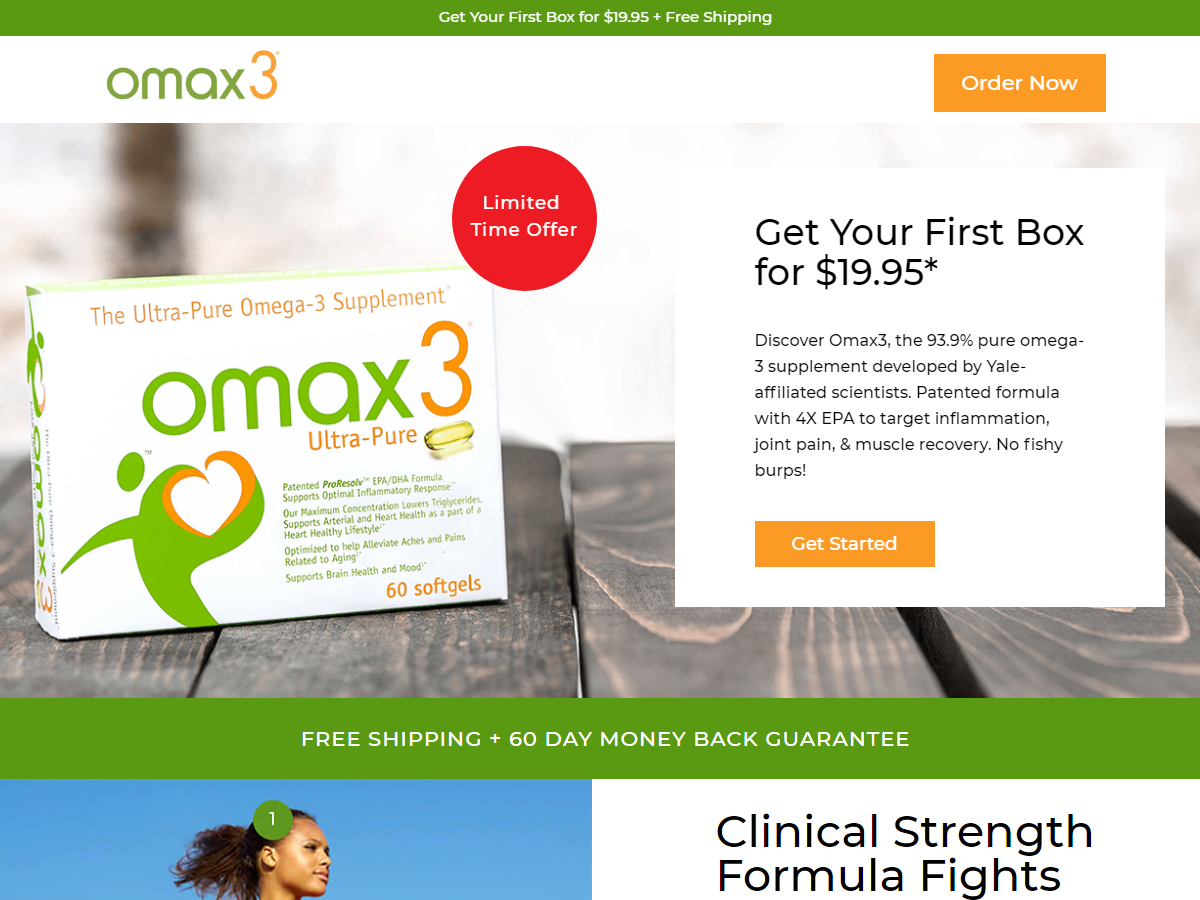 Get Your First Box for $19.95 + Free Shipping
omax3®
Order Now
Limited
Time Offer
Get Your First Box
for $19.95*
Discover Omax3, the 93.9% pure omega-
3 supplement developed by Yale-
affiliated scientists. Patented formula
with 4X EPA to target inflammation,
joint pain, & muscle recovery. No fishy
burps!
Get Started
The Ultra-Pure Omega-3 Supplement*
omax3®
Ultra-Pure
™
Patented ProResolv™ EPA/DHA Formula
Supports Optimal Inflammatory Response
Our Maximum Concentration Lowers Triglycerides,
Supports Arterial and Heart Health as a part of a
Heart Healthy Lifestyle
Optimized to help Alleviate Aches and Pains
Related to Aging
Supports Brain Health and Mood
60 softgels
omax3
FREE SHIPPING + 60 DAY MONEY BACK GUARANTEE
1
Clinical Strength
Formula Fights